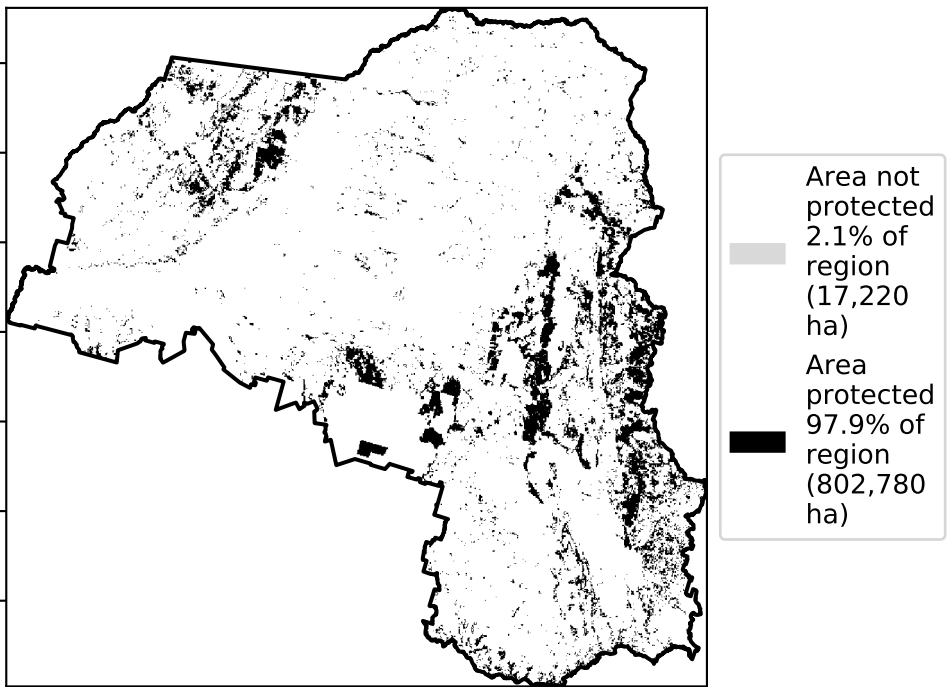 Area not
protected
2.1% of
region
(17,220
ha)
Area
protected
97.9% of
region
(802,780
ha)